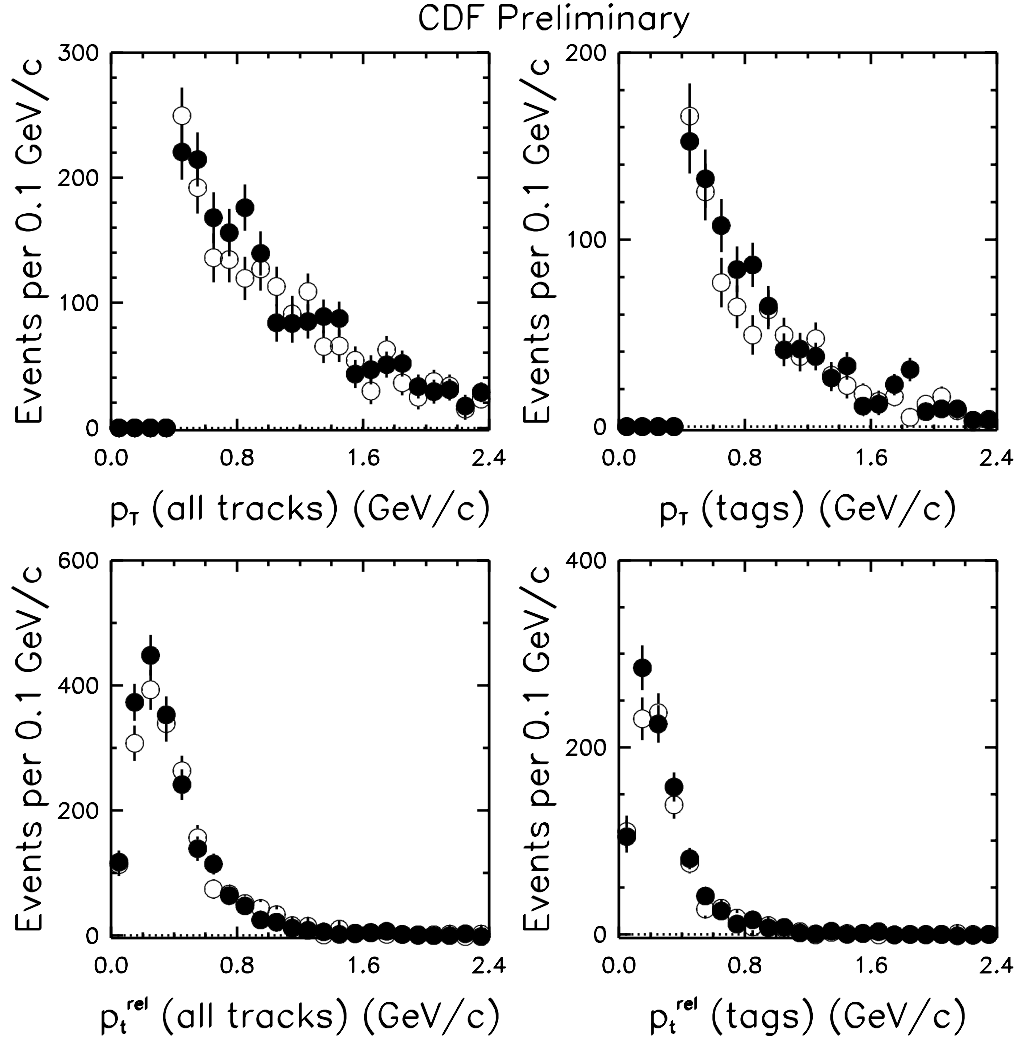 CDF Preliminary
Events per 0.1 GeV/c
300
200
100
0
0.0 0.8 1.6 2.4
p_T (all tracks) (GeV/c)
Events per 0.1 GeV/c
200
100
0
0.0 0.8 1.6 2.4
p_T (tags) (GeV/c)
Events per 0.1 GeV/c
600
400
200
0
0.0 0.8 1.6 2.4
p_t^rel (all tracks) (GeV/c)
Events per 0.1 GeV/c
400
200
0
0.0 0.8 1.6 2.4
p_t^rel (tags) (GeV/c)